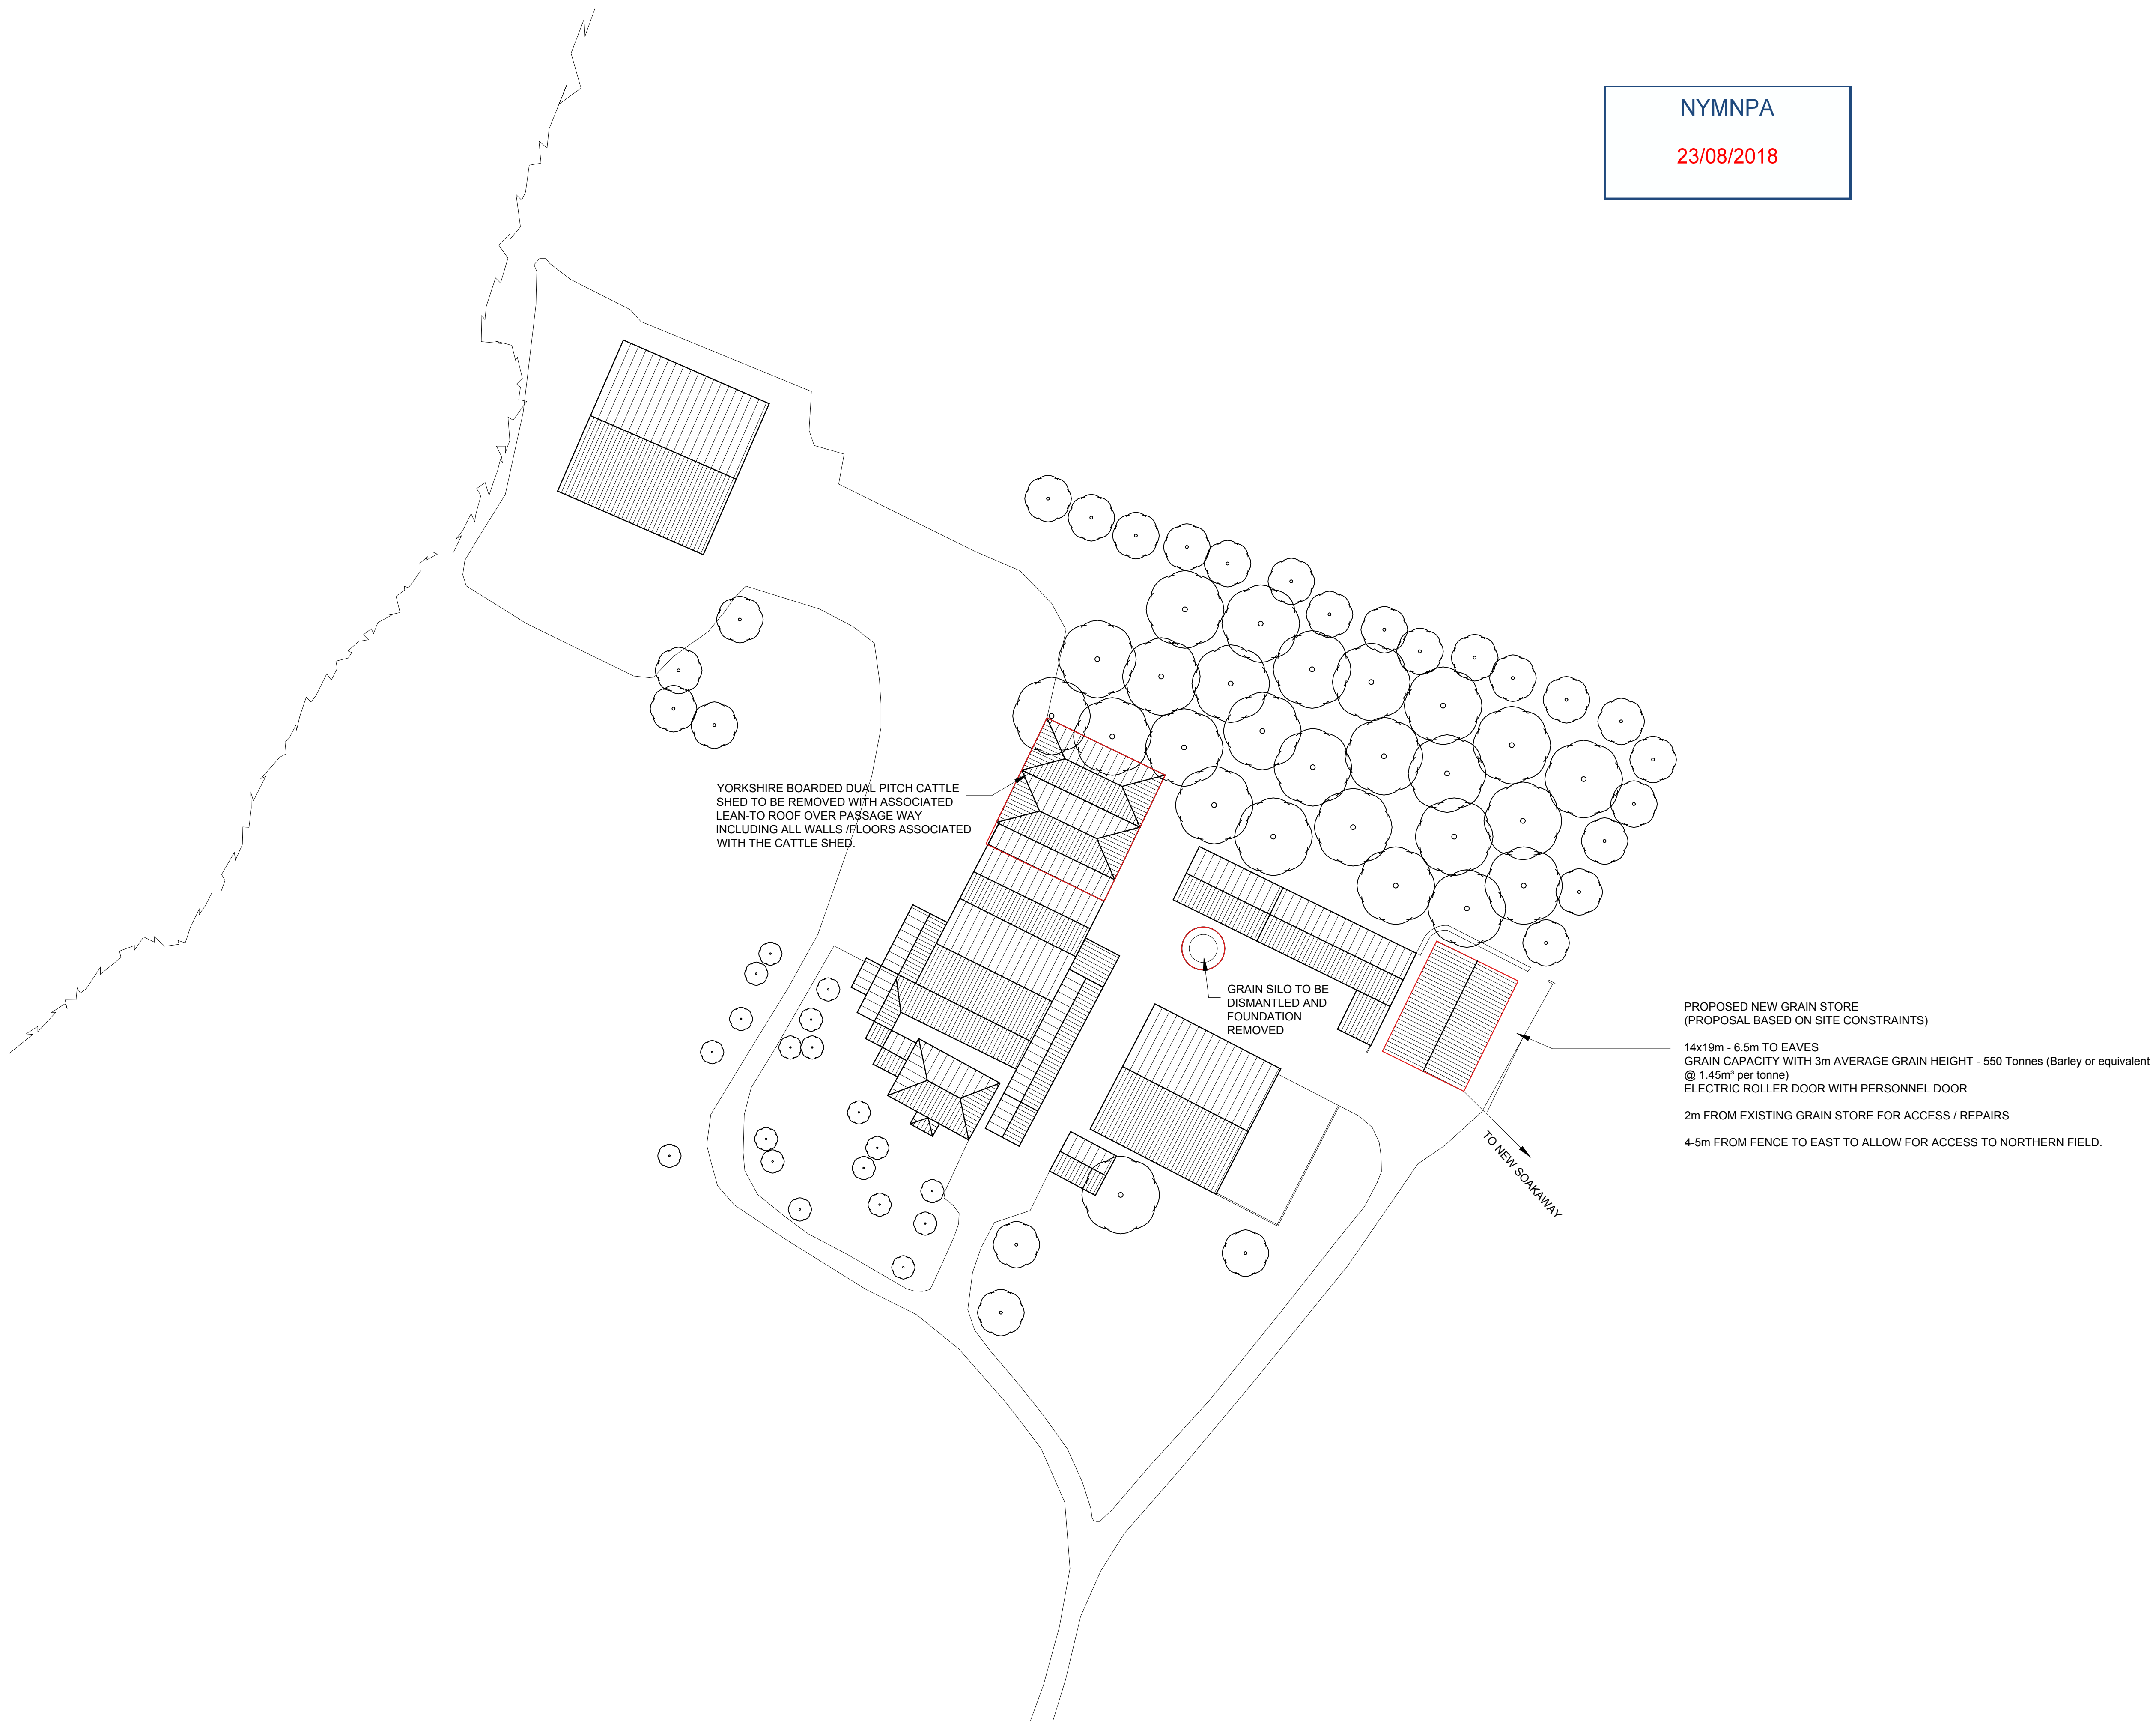 NYMNPA
23/08/2018
YORKSHIRE BOARDED DUAL PITCH CATTLE
SHED TO BE REMOVED WITH ASSOCIATED
LEAN-TO ROOF OVER PASSAGE WAY
INCLUDING ALL WALLS /FLOORS ASSOCIATED
WITH THE CATTLE SHED.
GRAIN SILO TO BE
DISMANTLED AND
FOUNDATION
REMOVED
PROPOSED NEW GRAIN STORE
(PROPOSAL BASED ON SITE CONSTRAINTS)
14x19m - 6.5m TO EAVES
GRAIN CAPACITY WITH 3m AVERAGE GRAIN HEIGHT - 550 Tonnes (Barley or equivalent
@ 1.45m³ per tonne)
ELECTRIC ROLLER DOOR WITH PERSONNEL DOOR
2m FROM EXISTING GRAIN STORE FOR ACCESS / REPAIRS
4-5m FROM FENCE TO EAST TO ALLOW FOR ACCESS TO NORTHERN FIELD.
TO NEW SOAKAWAY